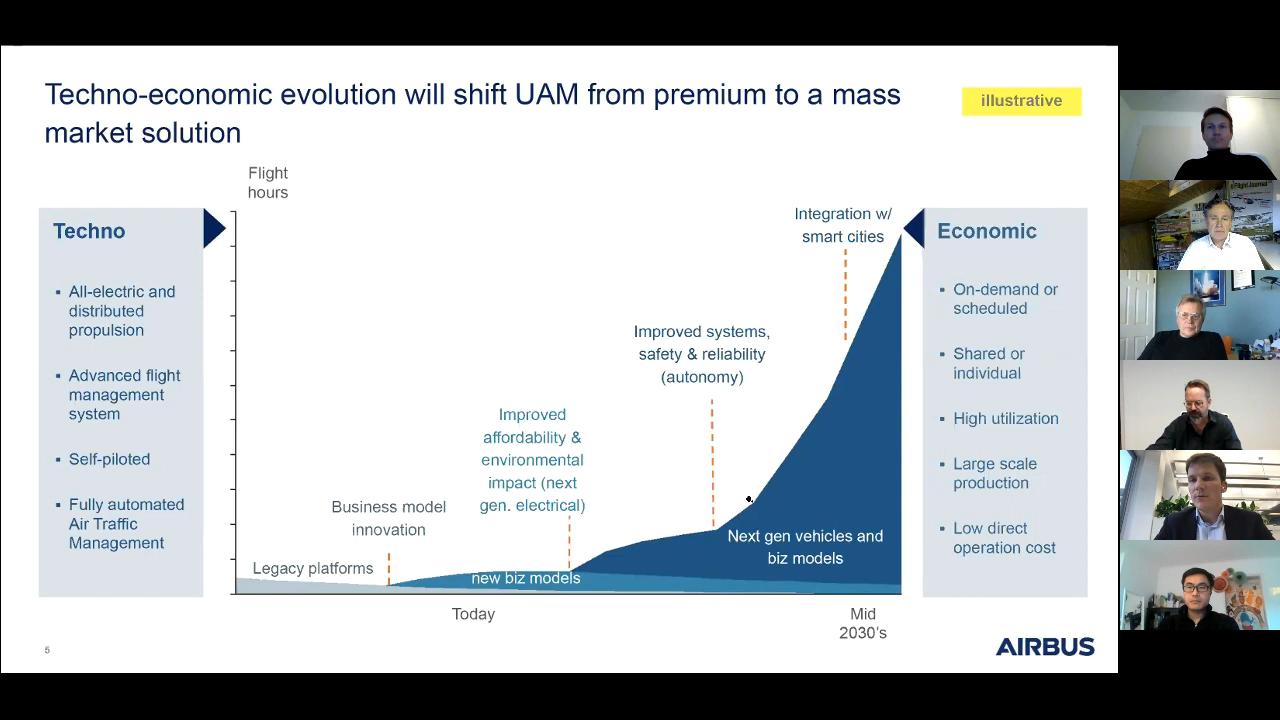 Techno-economic evolution will shift UAM from premium to a mass
market solution
illustrative
Flight
hours
Techno
▪ All-electric and
distributed
propulsion
▪ Advanced flight
management
system
▪ Self-piloted
▪ Fully automated
Air Traffic
Management
Legacy platforms
Business model
innovation
new biz models
Improved
affordability &
environmental
impact (next
gen. electrical)
Improved systems,
safety & reliability
(autonomy)
Next gen vehicles and
biz models
Integration w/
smart cities
Today
Mid
2030's
Economic
▪ On-demand or
scheduled
▪ Shared or
individual
▪ High utilization
▪ Large scale
production
▪ Low direct
operation cost
5
AIRBUS
Flight Journal